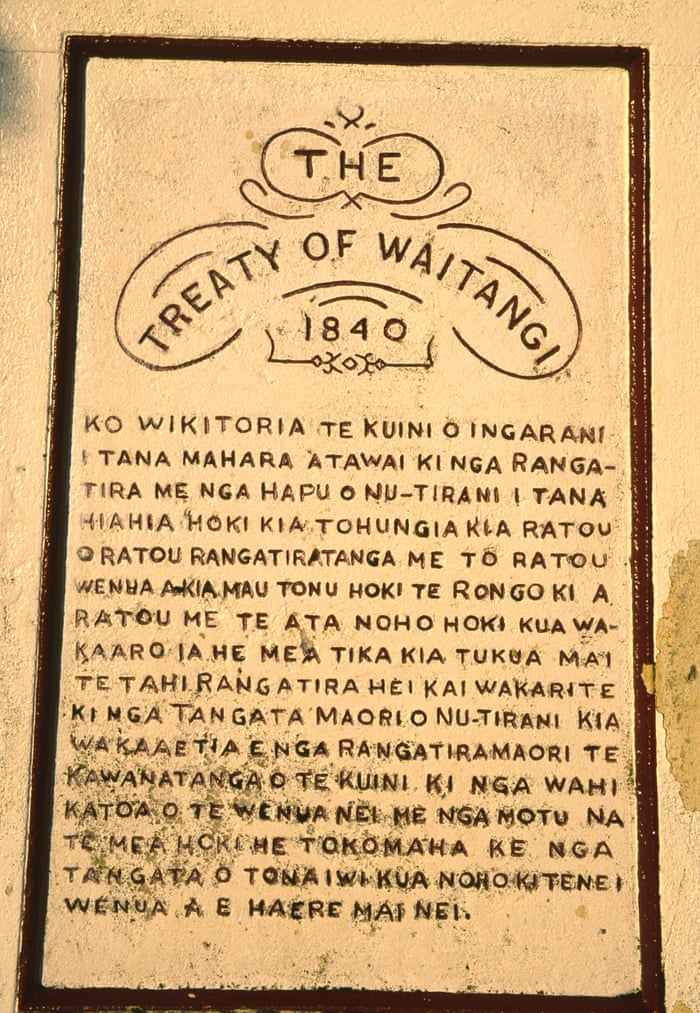 THE
TREATY OF WAITANGI
1840
KO WIKITORIA TE KUINI O INGARANI
I TANA MAHARA ATAWAI KI NGA RANGA-
TIRA ME NGA HAPU O NU-TIRANI I TANA
HIAHIA HOKI KIA TOHUNGIA KIA RATOU
O RATOU RANGATIRATANGA ME TO RATOU
WENUA A KIA MAU TONU HOKI TE RONGO KI A
RATOU ME TE ATA NOHO HOKI KUA WA-
KAARO IA HE MEA TIKA KIA TUKUA MAI
TE TAHI RANGATIRA HEI KAI WAKARITE
KI NGA TANGATA MAORI O NU-TIRANI KIA
WAKAAETIA E NGA RANGATIRA MAORI TE
KAWANATANGA O TE KUINI KI NGA WAHI
KATOA O TE WENUA NEI ME NGA MOTU NA
TE MEA HOKI HE TOKOMAHA KE NGA
TANGATA O TONA IWI KUA NOHO KI TENEI
WENUA A E HAERE MAI NEI.